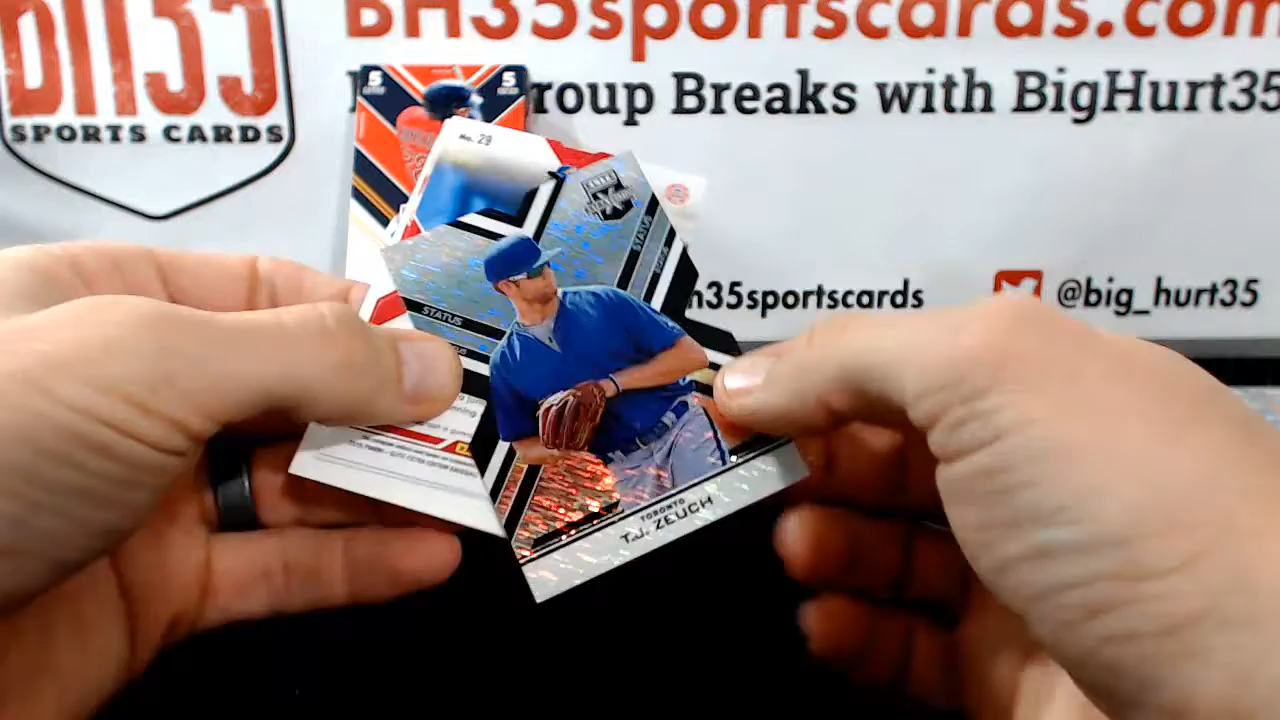 BH35
SPORTS CARDS
BH35sportscards.com
roup Breaks with BigHurt35
h35sportscards
@big_hurt35
5
5
No. 29
STATUS
STATUS
TORONTO
T.J. ZEUCH